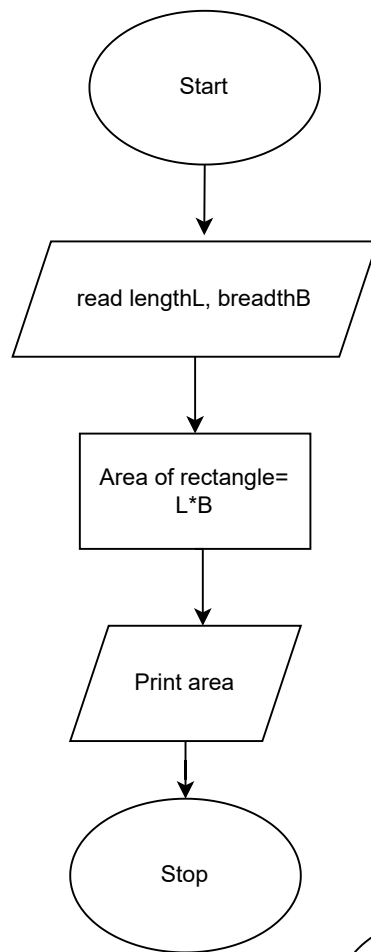 Start
read lengthL, breadthB
Area of rectangle=
L*B
Print area
Stop